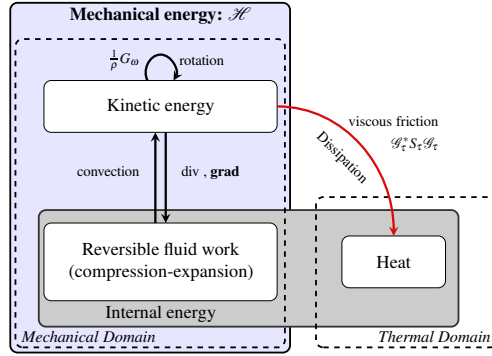 Mechanical energy: ℋ
1/ρ G_ω
rotation
Kinetic energy
viscous friction
𝒢*_τ S_τ 𝒢_τ
Dissipation
convection
div , grad
Reversible fluid work
(compression-expansion)
Heat
Internal energy
Mechanical Domain
Thermal Domain